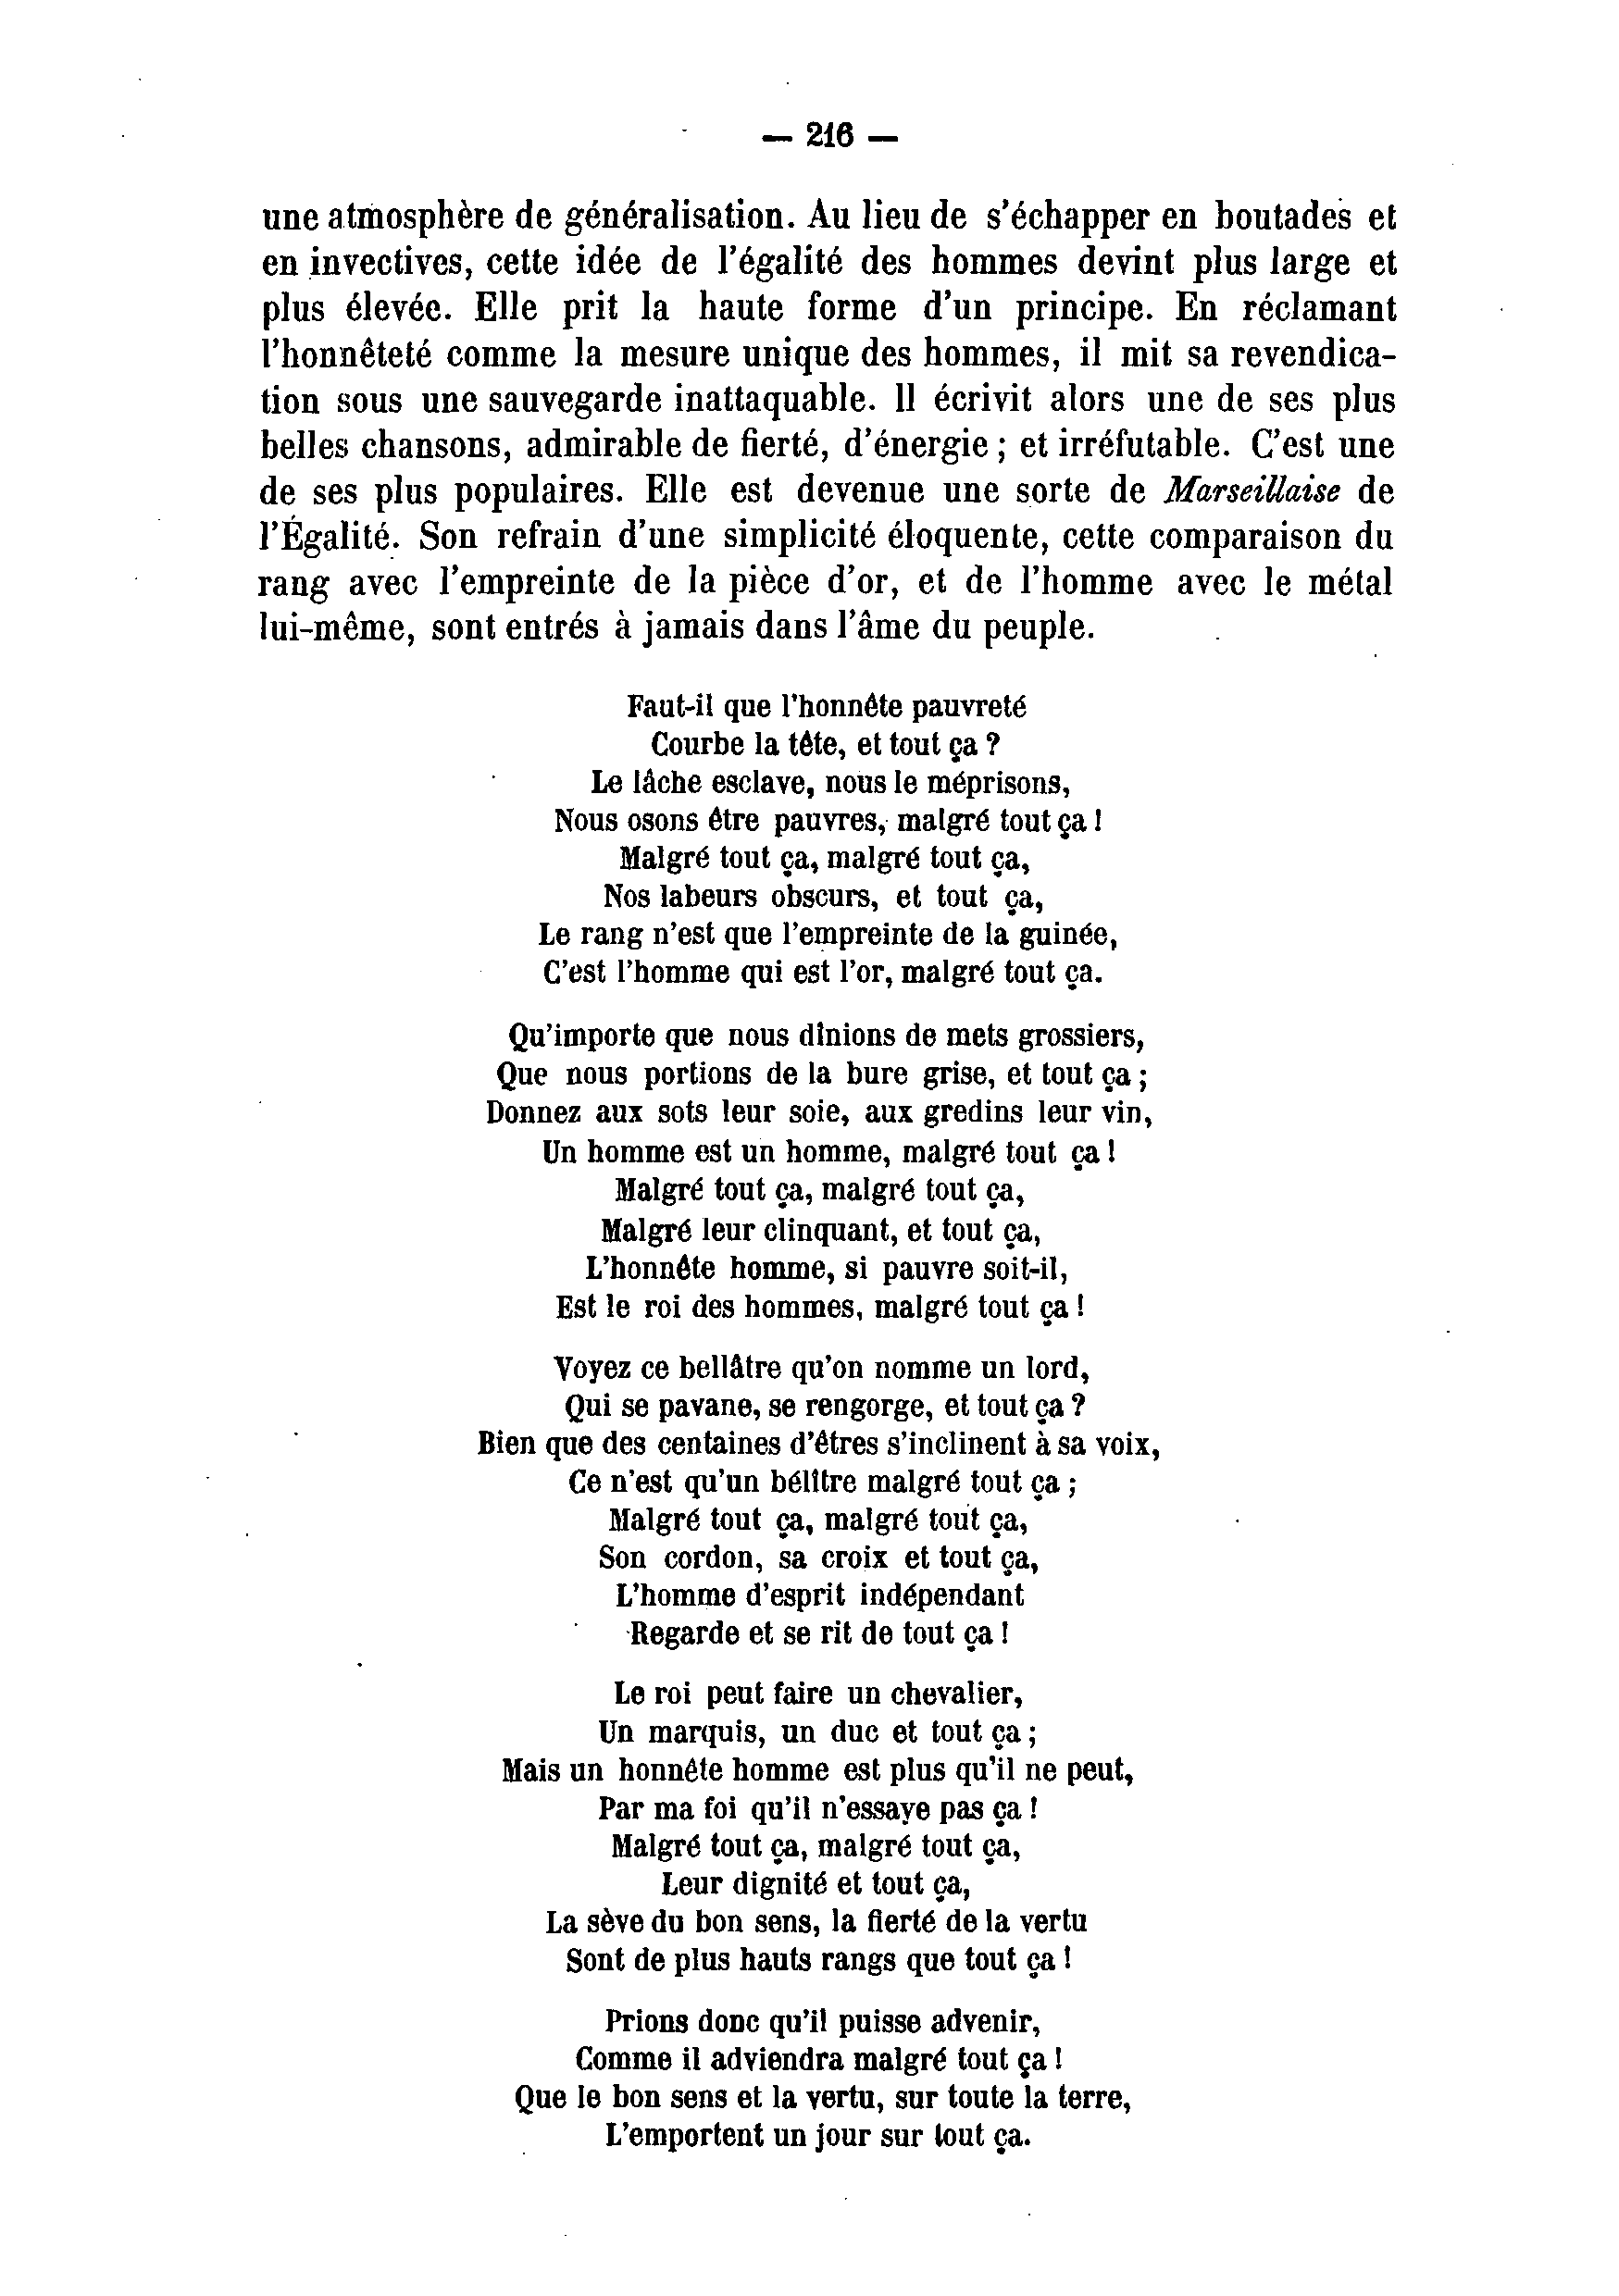 — 216 —
une atmosphère de généralisation. Au lieu de s'échapper en boutades et
en invectives, cette idée de l'égalité des hommes devint plus large et
plus élevée. Elle prit la haute forme d'un principe. En réclamant
l'honnêteté comme la mesure unique des hommes, il mit sa revendica-
tion sous une sauvegarde inattaquable. Il écrivit alors une de ses plus
belles chansons, admirable de fierté, d'énergie ; et irréfutable. C'est une
de ses plus populaires. Elle est devenue une sorte de Marseillaise de
l'Égalité. Son refrain d'une simplicité éloquente, cette comparaison du
rang avec l'empreinte de la pièce d'or, et de l'homme avec le métal
lui-même, sont entrés à jamais dans l'âme du peuple.
Faut-il que l'honnête pauvreté
Courbe la tête, et tout ça ?
Le lâche esclave, nous le méprisons,
Nous osons être pauvres, malgré tout ça !
Malgré tout ça, malgré tout ça,
Nos labeurs obscurs, et tout ça,
Le rang n'est que l'empreinte de la guinée,
C'est l'homme qui est l'or, malgré tout ça.
Qu'importe que nous dînions de mets grossiers,
Que nous portions de la bure grise, et tout ça ;
Donnez aux sots leur soie, aux gredins leur vin,
Un homme est un homme, malgré tout ça !
Malgré tout ça, malgré tout ça,
Malgré leur clinquant, et tout ça,
L'honnête homme, si pauvre soit-il,
Est le roi des hommes, malgré tout ça !
Voyez ce bellâtre qu'on nomme un lord,
Qui se pavane, se rengorge, et tout ça ?
Bien que des centaines d'êtres s'inclinent à sa voix,
Ce n'est qu'un bélître malgré tout ça ;
Malgré tout ça, malgré tout ça,
Son cordon, sa croix et tout ça,
L'homme d'esprit indépendant
Regarde et se rit de tout ça !
Le roi peut faire un chevalier,
Un marquis, un duc et tout ça ;
Mais un honnête homme est plus qu'il ne peut,
Par ma foi qu'il n'essaye pas ça !
Malgré tout ça, malgré tout ça,
Leur dignité et tout ça,
La sève du bon sens, la fierté de la vertu
Sont de plus hauts rangs que tout ça !
Prions donc qu'il puisse advenir,
Comme il adviendra malgré tout ça !
Que le bon sens et la vertu, sur toute la terre,
L'emportent un jour sur tout ça.